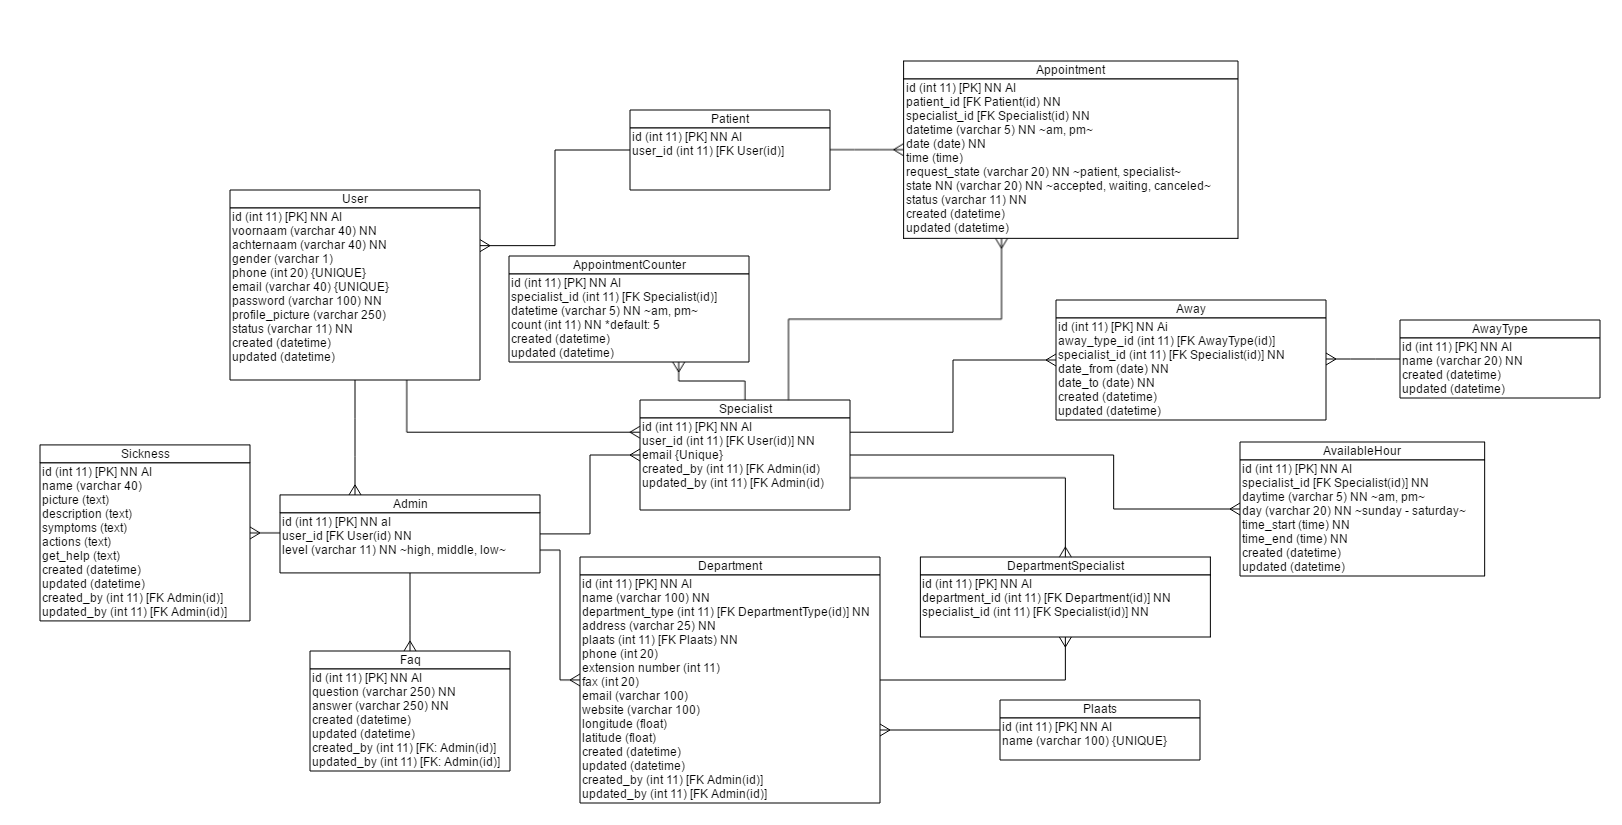 Appointment
id (int 11) [PK] NN AI
patient_id [FK Patient(id) NN
specialist_id [FK Specialist(id) NN
datetime (varchar 5) NN ~am, pm~
date (date) NN
time (time)
request_state (varchar 20) NN ~patient, specialist~
state NN (varchar 20) NN ~accepted, waiting, canceled~
status (varchar 11) NN
created (datetime)
updated (datetime)
Patient
id (int 11) [PK] NN AI
user_id (int 11) [FK User(id)]
User
id (int 11) [PK] NN AI
voornaam (varchar 40) NN
achternaam (varchar 40) NN
gender (varchar 1)
phone (int 20) {UNIQUE}
email (varchar 40) {UNIQUE}
password (varchar 100) NN
profile_picture (varchar 250)
status (varchar 11) NN
created (datetime)
updated (datetime)
AppointmentCounter
id (int 11) [PK] NN AI
specialist_id (int 11) [FK Specialist(id)]
datetime (varchar 5) NN ~am, pm~
count (int 11) NN *default: 5
created (datetime)
updated (datetime)
Away
id (int 11) [PK] NN Ai
away_type_id (int 11) [FK AwayType(id)]
specialist_id (int 11) [FK Specialist(id)] NN
date_from (date) NN
date_to (date) NN
created (datetime)
updated (datetime)
AwayType
id (int 11) [PK] NN AI
name (varchar 20) NN
created (datetime)
updated (datetime)
Specialist
id (int 11) [PK] NN AI
user_id (int 11) [FK User(id)] NN
email {Unique}
created_by (int 11) [FK Admin(id)
updated_by (int 11) [FK Admin(id)
AvailableHour
id (int 11) [PK] NN AI
specialist_id [FK Specialist(id)] NN
daytime (varchar 5) NN ~am, pm~
day (varchar 20) NN ~sunday - saturday~
time_start (time) NN
time_end (time) NN
created (datetime)
updated (datetime)
Sickness
id (int 11) [PK] NN AI
name (varchar 40)
picture (text)
description (text)
symptoms (text)
actions (text)
get_help (text)
created (datetime)
updated (datetime)
created_by (int 11) [FK Admin(id)]
updated_by (int 11) [FK Admin(id)]
Admin
id (int 11) [PK] NN aI
user_id [FK User(id) NN
level (varchar 11) NN ~high, middle, low~
Department
id (int 11) [PK] NN AI
name (varchar 100) NN
department_type (int 11) [FK DepartmentType(id)] NN
address (varchar 25) NN
plaats (int 11) [FK Plaats) NN
phone (int 20)
extension number (int 11)
fax (int 20)
email (varchar 100)
website (varchar 100)
longitude (float)
latitude (float)
created (datetime)
updated (datetime)
created_by (int 11) [FK Admin(id)]
updated_by (int 11) [FK Admin(id)]
DepartmentSpecialist
id (int 11) [PK] NN AI
department_id (int 11) [FK Department(id)] NN
specialist_id (int 11) [FK Specialist(id)] NN
Faq
id (int 11) [PK] NN AI
question (varchar 250) NN
answer (varchar 250) NN
created (datetime)
updated (datetime)
created_by (int 11) [FK: Admin(id)]
updated_by (int 11) [FK: Admin(id)]
Plaats
id (int 11) [PK] NN AI
name (varchar 100) {UNIQUE}